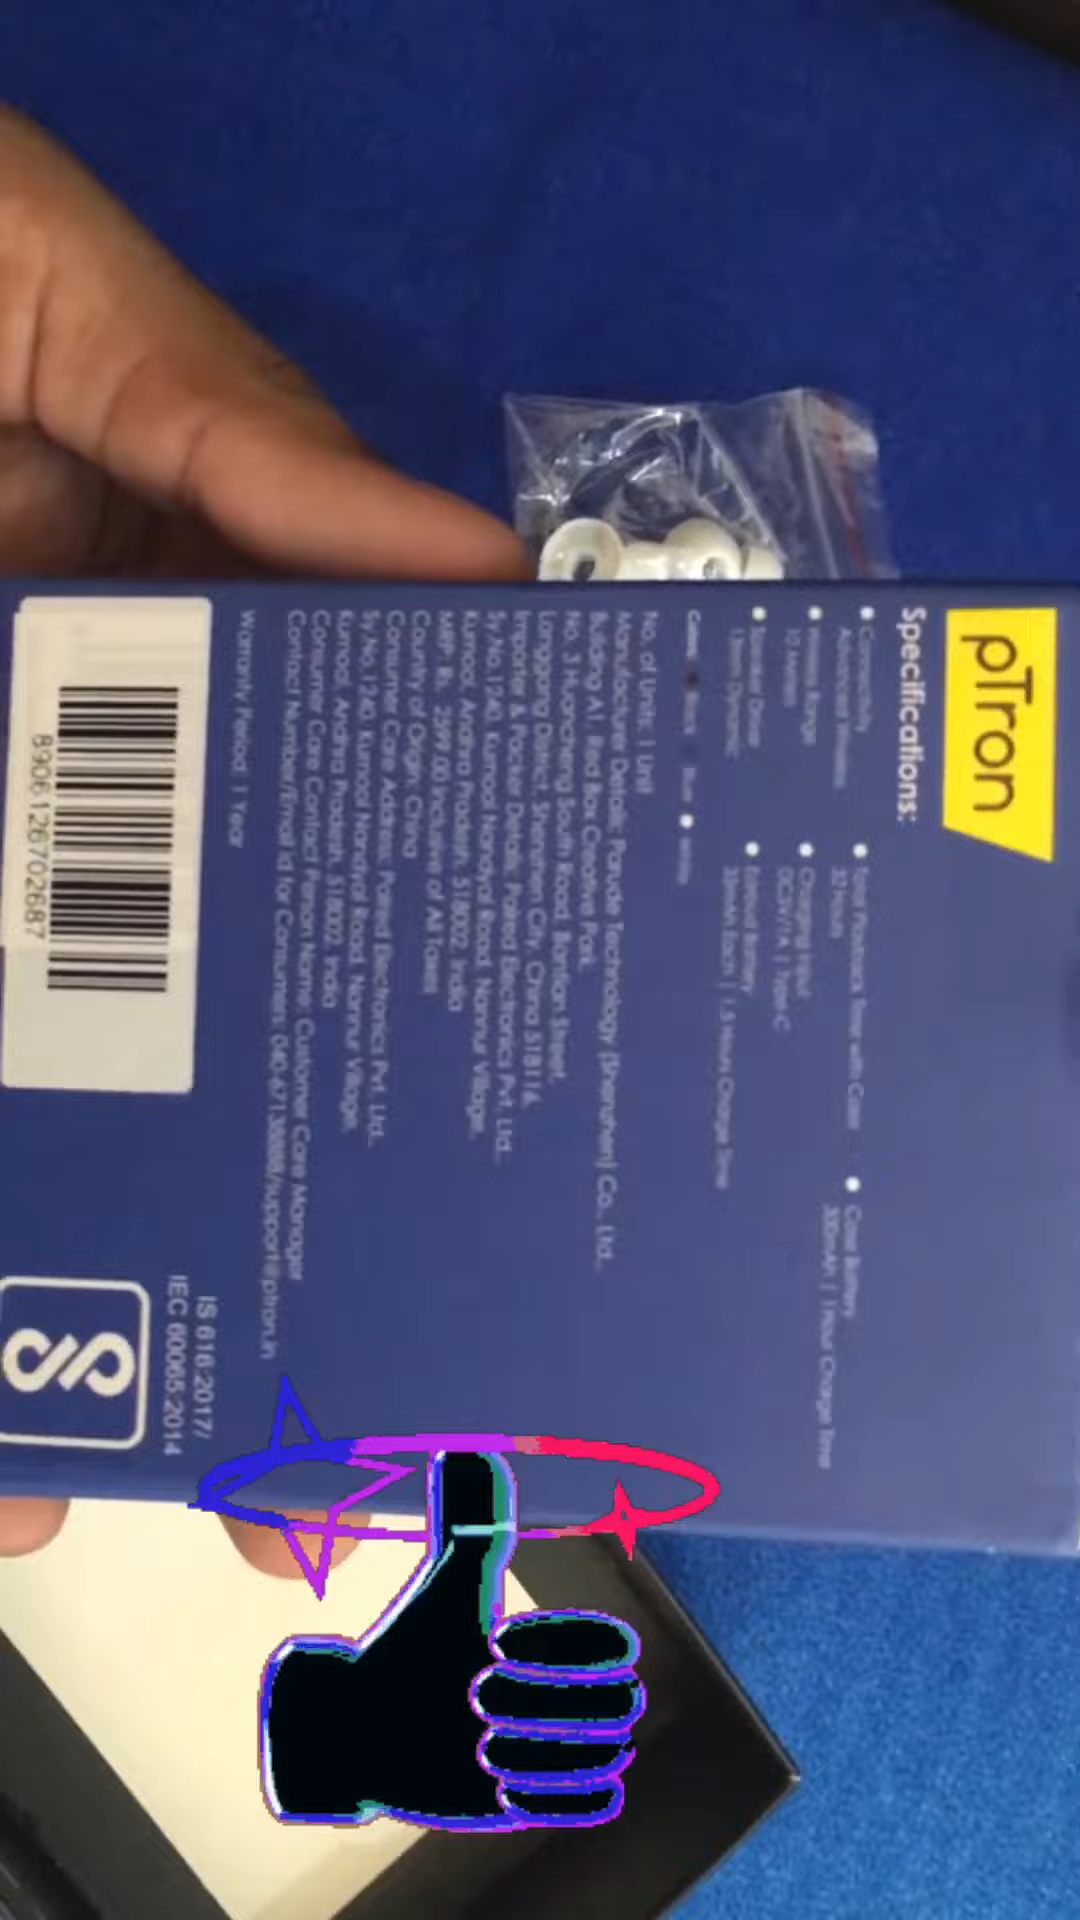 pTron
Specifications:
Connectivity
Advanced Wireless
Wireless Range
10 Meters
Speaker Driver
13mm Dynamic
Total Playback Time with Case
32 Hours
Charging Input
DC5V/1A | Type-C
Earbud Battery
35mAh Each | 1.5 Hours Charge Time
Case Battery
300mAh | 1 Hour Charge Time
Color: Black Blue White
No. of Units: 1 Unit
Manufacturer Details: Technology (Shenzhen) Co., Ltd.,
Building A1, Red Box Creative Park,
No. 3 Huancheng South Road, Bantian Street,
Longgang District, Shenzhen City, China 518116.
Importer & Packer Details: Palred Electronics Pvt. Ltd.,
Sy.No.1240, Kurnool Nandyal Road, Nannur Village,
Kurnool, Andhra Pradesh, 518002, India
MRP: Rs. 2599.00 Inclusive of All Taxes
Country of Origin: China
Consumer Care Address: Palred Electronics Pvt. Ltd.,
Sy.No.1240, Kurnool Nandyal Road, Nannur Village,
Kurnool, Andhra Pradesh, 518002, India
Consumer Care Contact Person Name: Customer Care Manager
Contact Number/Email Id for Consumers: 040-67138888/support@ptron.in
Warranty Period: 1 Year
8906126702687
IS 616:2017/
IEC 60065:2014